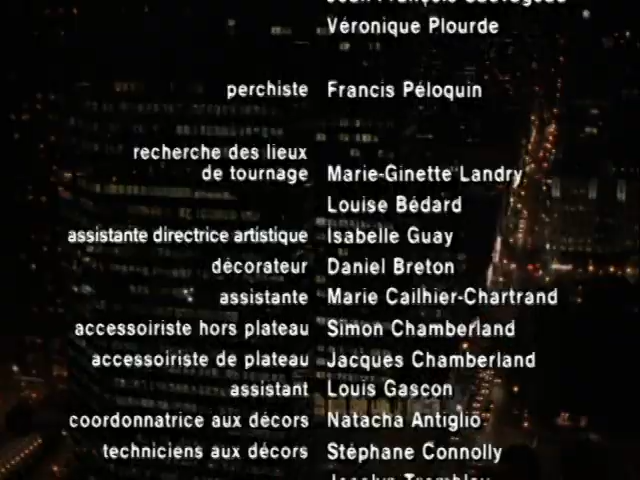 Véronique Plourde
perchiste Francis Péloquin
recherche des lieux
de tournage Marie-Ginette Landry
Louise Bédard
assistante directrice artistique Isabelle Guay
décorateur Daniel Breton
assistante Marie Cailhier-Chartrand
accessoiriste hors plateau Simon Chamberland
accessoiriste de plateau Jacques Chamberland
assistant Louis Gascon
coordonnatrice aux décors Natacha Antiglio
techniciens aux décors Stéphane Connolly